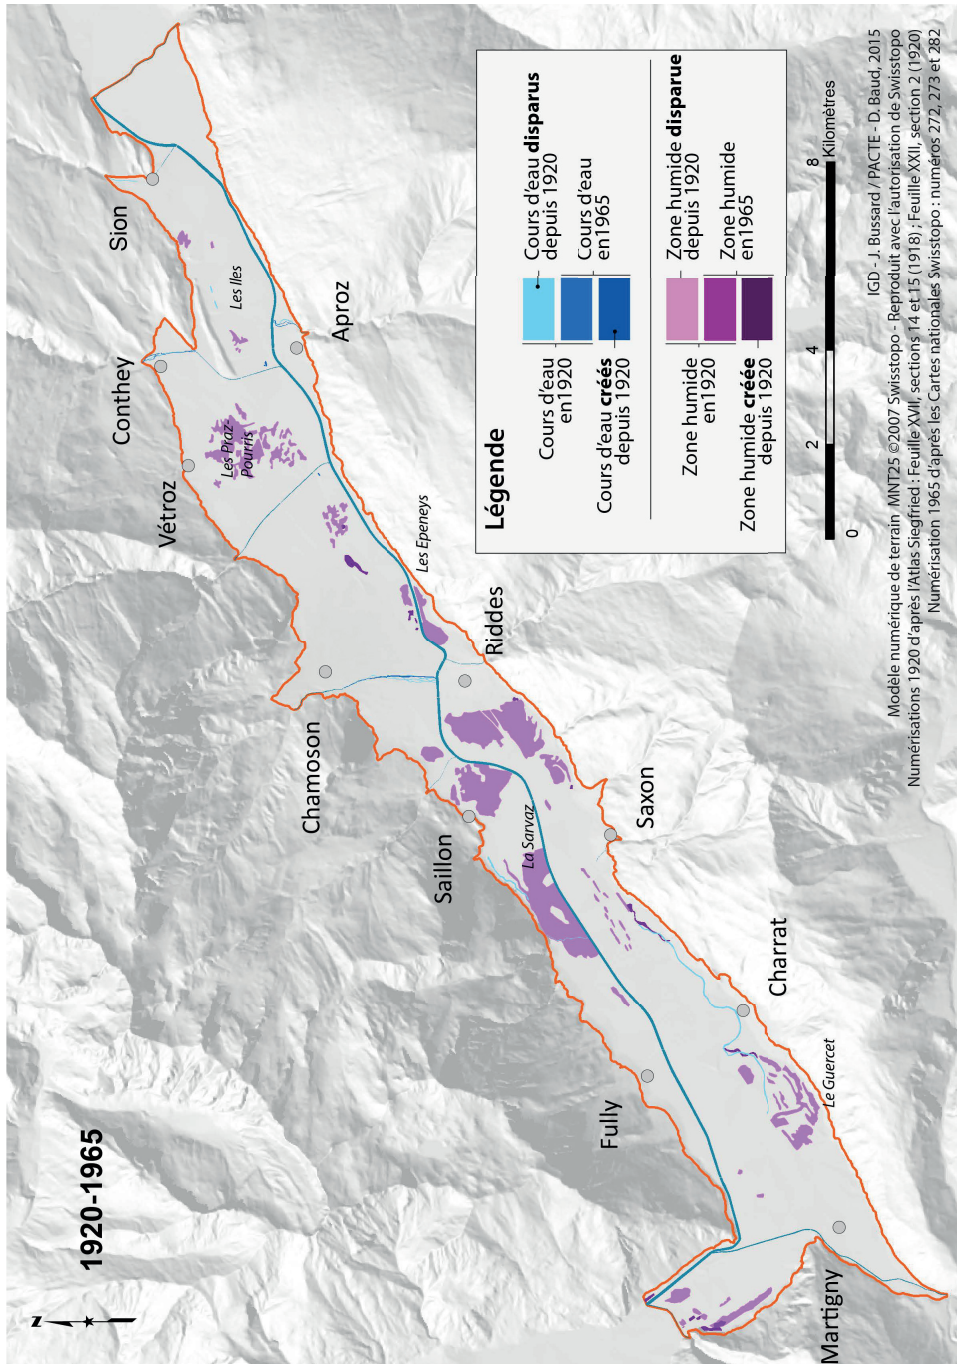 1920-1965
N
Sion
Les Iles
Conthey
Aproz
Vétroz
Les Praz-
Pourris
Les Epeneys
Riddes
Chamoson
Saillon
La Sarvaz
Saxon
Charrat
Fully
Le Guercet
Martigny
Légende
Cours d'eau
en1920
Cours d'eau créés
depuis 1920
Cours d'eau disparus
depuis 1920
Cours d'eau
en1965
Zone humide
en1920
Zone humide créée
depuis 1920
Zone humide disparue
depuis 1920
Zone humide
en1965
0 2 4 8
Kilomètres
IGD - J. Bussard / PACTE - D. Baud, 2015
Modèle numérique de terrain MNT25 ©2007 Swisstopo - Reproduit avec l'autorisation de Swisstopo
Numérisations 1920 d'après l'Atlas Siegfried : Feuille XVII, sections 14 et 15 (1918) ; Feuille XXII, section 2 (1920)
Numérisation 1965 d'après les Cartes nationales Swisstopo : numéros 272, 273 et 282